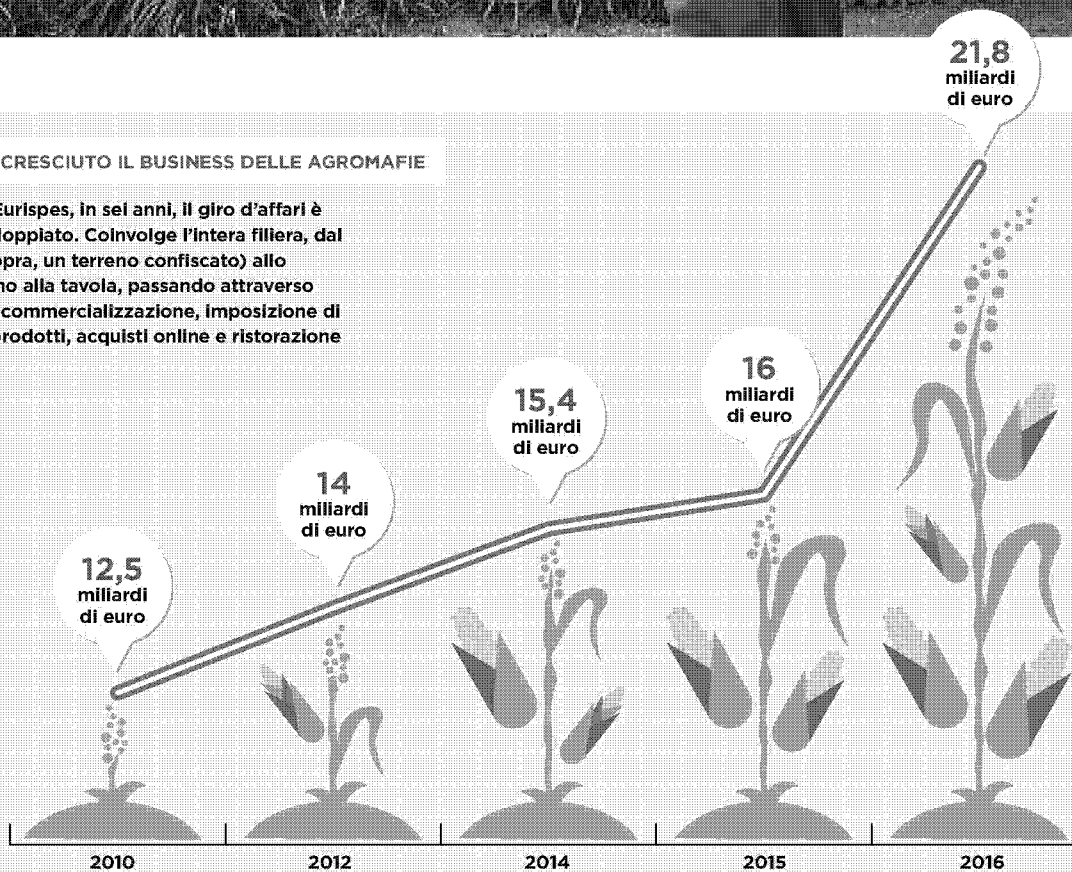 21,8
miliardi
di euro
CRESCIUTO IL BUSINESS DELLE AGROMAFIE
Eurispes, in sei anni, il giro d'affari è
oppiato. Coinvolge l'intera filiera, dal
opra, un terreno confiscato) allo
no alla tavola, passando attraverso
commercializzazione, imposizione di
rodotti, acquisti online e ristorazione
16
miliardi
di euro
15,4
miliardi
di euro
14
miliardi
di euro
12,5
miliardi
di euro
2010 2012 2014 2015 2016